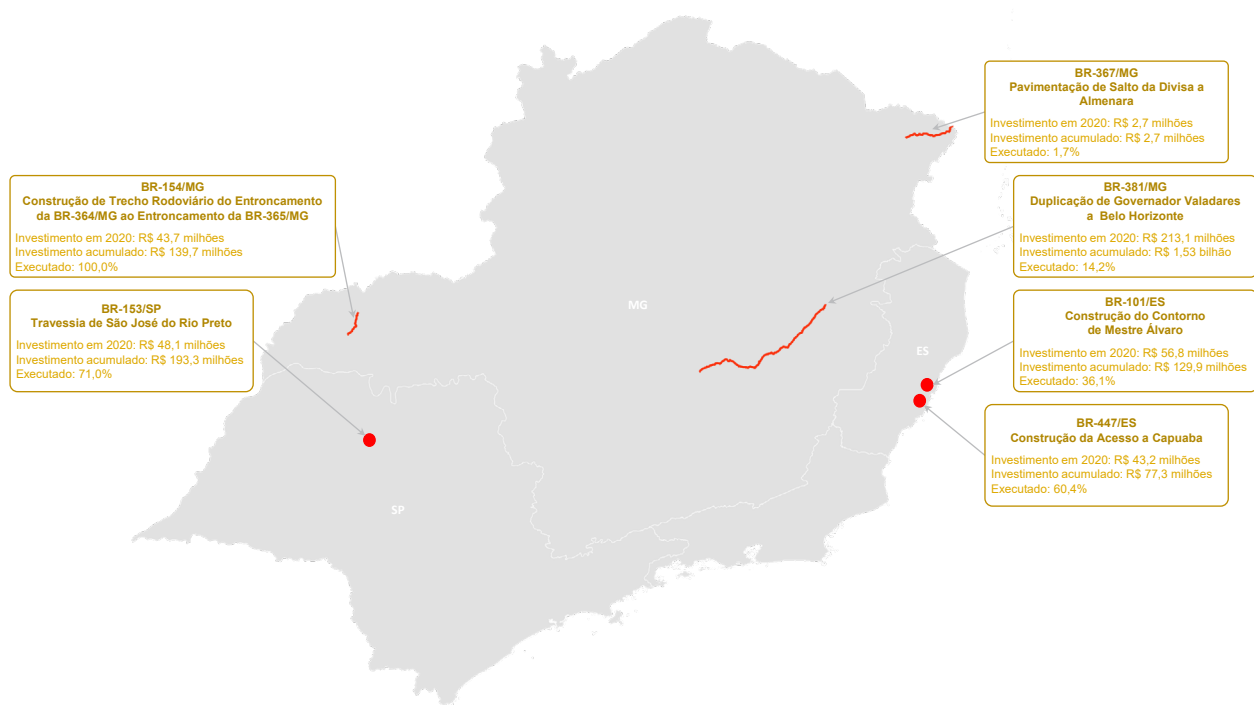 BR-367/MG
Pavimentação de Salto da Divisa a
Almenara
Investimento em 2020: R$ 2,7 milhões
Investimento acumulado: R$ 2,7 milhões
Executado: 1,7%
BR-154/MG
Construção de Trecho Rodoviário do Entroncamento
da BR-364/MG ao Entroncamento da BR-365/MG
Investimento em 2020: R$ 43,7 milhões
Investimento acumulado: R$ 139,7 milhões
Executado: 100,0%
BR-381/MG
Duplicação de Governador Valadares
a Belo Horizonte
Investimento em 2020: R$ 213,1 milhões
Investimento acumulado: R$ 1,53 bilhão
Executado: 14,2%
BR-153/SP
Travessia de São José do Rio Preto
Investimento em 2020: R$ 48,1 milhões
Investimento acumulado: R$ 193,3 milhões
Executado: 71,0%
MG
BR-101/ES
Construção do Contorno
de Mestre Álvaro
Investimento em 2020: R$ 56,8 milhões
Investimento acumulado: R$ 129,9 milhões
Executado: 36,1%
ES
BR-447/ES
Construção da Acesso a Capuaba
Investimento em 2020: R$ 43,2 milhões
Investimento acumulado: R$ 77,3 milhões
Executado: 60,4%
SP